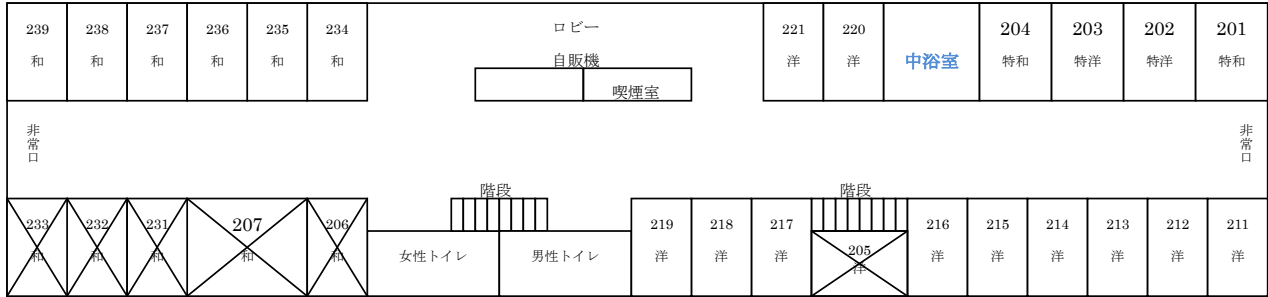 239 238 237 236 235 234 ロビー 221 220 204 203 202 201
和 和 和 和 和 和 自販機 洋 洋 中浴室 特和 特洋 特洋 特和
喫煙室
非常口 非常口
階段 階段
233 232 231 207 206 219 218 217 216 215 214 213 212 211
和 和 和 和 和 女性トイレ 男性トイレ 洋 洋 洋 205 洋 洋 洋 洋 洋 洋
洋